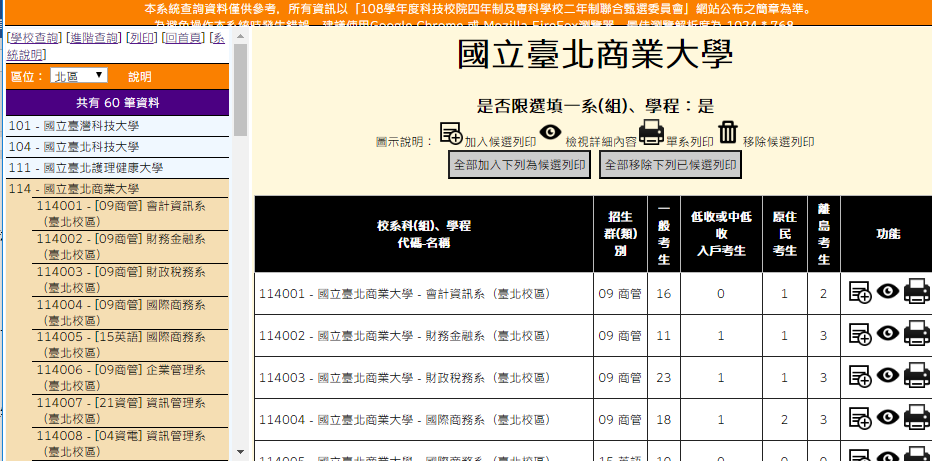 本系統查詢資料僅供參考，所有資訊以「108學年度科技校院四年制及專科學校二年制聯合甄選委員會」網站公布之簡章為準。
為避免操作本系統時發生錯誤，建議使用Google Chrome 或 Mozilla FireFox瀏覽器，最佳瀏覽解析度為 1024 * 768
[學校查詢] [進階查詢] [列印] [回首頁] [系
統說明]
區位： 北區 ▼ 說明
共有 60 筆資料
101 - 國立臺灣科技大學
104 - 國立臺北科技大學
111 - 國立臺北護理健康大學
114 - 國立臺北商業大學
114001 - [09商管] 會計資訊系
（臺北校區）
114002 - [09商管] 財務金融系
（臺北校區）
114003 - [09商管] 財政稅務系
（臺北校區）
114004 - [09商管] 國際商務系
（臺北校區）
114005 - [15英語] 國際商務系
（臺北校區）
114006 - [09商管] 企業管理系
（臺北校區）
114007 - [21資管] 資訊管理系
（臺北校區）
114008 - [04資電] 資訊管理系
（臺北校區）
國立臺北商業大學
是否限選填一系(組)、學程：是
圖示說明： 加入候選列印 檢視詳細內容 單系列印 移除候選列印
全部加入下列為候選列印 全部移除下列已候選列印
校系科(組)、學程
代碼-名稱
招生
群(類)
別
一
般
考
生
低收或中低
收
入戶考生
原住
民
考生
離
島
考
生
功能
114001 - 國立臺北商業大學 - 會計資訊系（臺北校區） 09 商管 16 0 1 2
114002 - 國立臺北商業大學 - 財務金融系（臺北校區） 09 商管 11 1 1 3
114003 - 國立臺北商業大學 - 財政稅務系（臺北校區） 09 商管 23 1 1 3
114004 - 國立臺北商業大學 - 國際商務系（臺北校區） 09 商管 18 1 2 3
114005 - 國立臺北商業大學 - 國際商務系（臺北校區） 15 英語 10 0 0 0